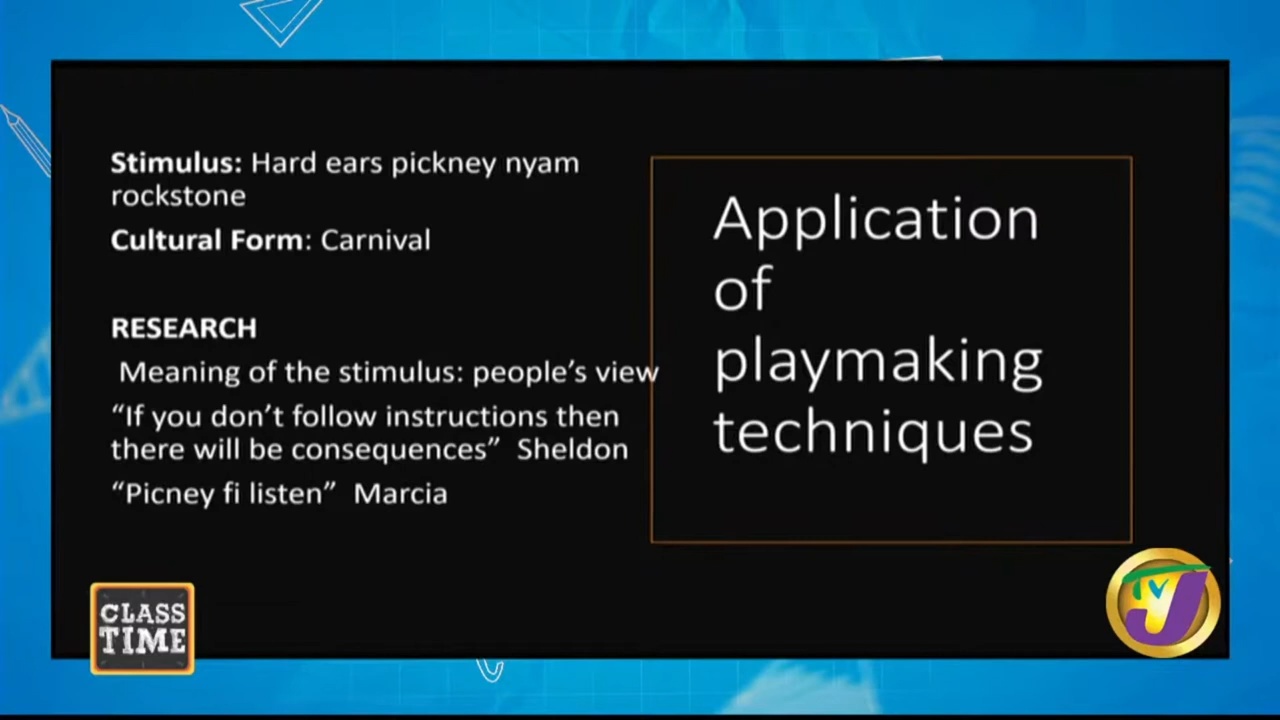 Stimulus: Hard ears pickney nyam
rockstone
Cultural Form: Carnival
RESEARCH
Meaning of the stimulus: people's view
“If you don't follow instructions then
there will be consequences” Sheldon
“Picney fi listen” Marcia
Application
of
playmaking
techniques
CLASS
TIME
TVJ